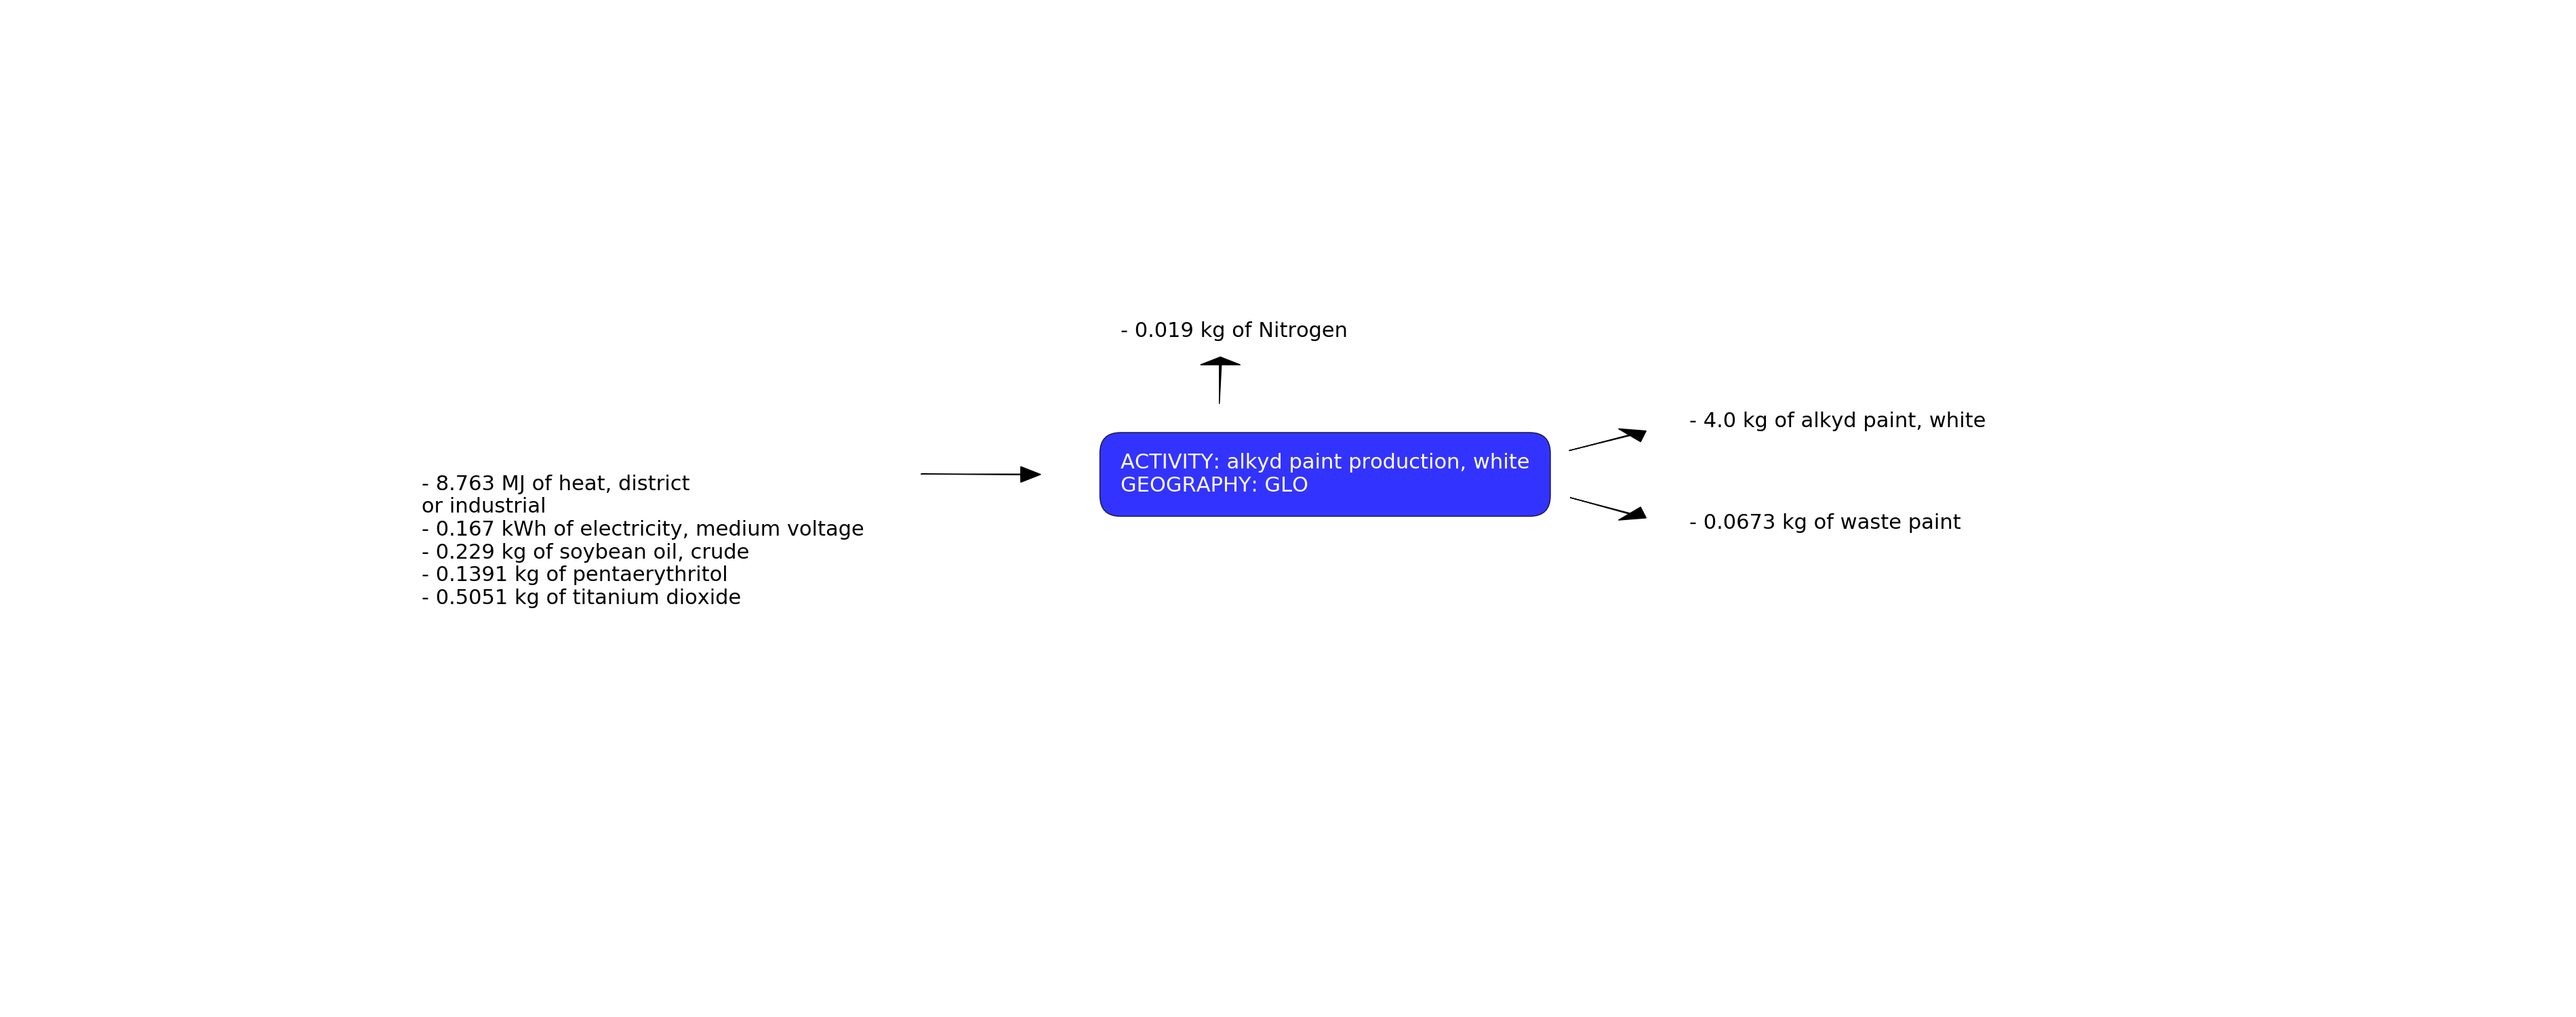 - 0.019 kg of Nitrogen
- 4.0 kg of alkyd paint, white
ACTIVITY: alkyd paint production, white
GEOGRAPHY: GLO
- 8.763 MJ of heat, district
or industrial
- 0.167 kWh of electricity, medium voltage
- 0.229 kg of soybean oil, crude
- 0.1391 kg of pentaerythritol
- 0.5051 kg of titanium dioxide
- 0.0673 kg of waste paint